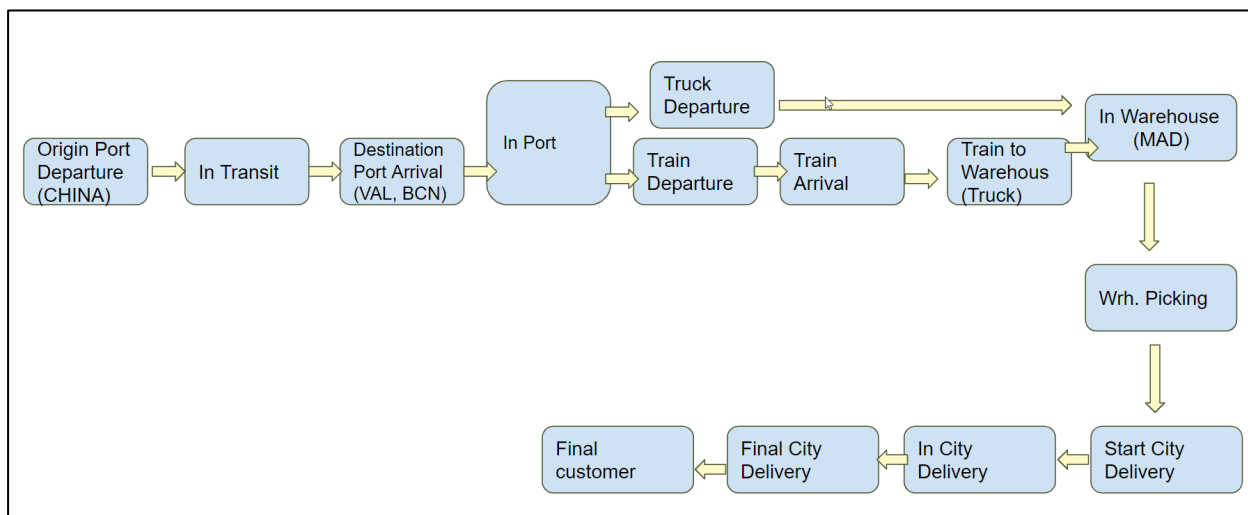 Origin Port
Departure
(CHINA)
In Transit
Destination
Port Arrival
(VAL, BCN)
In Port
Truck
Departure
Train
Departure
Train
Arrival
Train to
Warehous
(Truck)
In Warehouse
(MAD)
Wrh. Picking
Start City
Delivery
In City
Delivery
Final City
Delivery
Final
customer